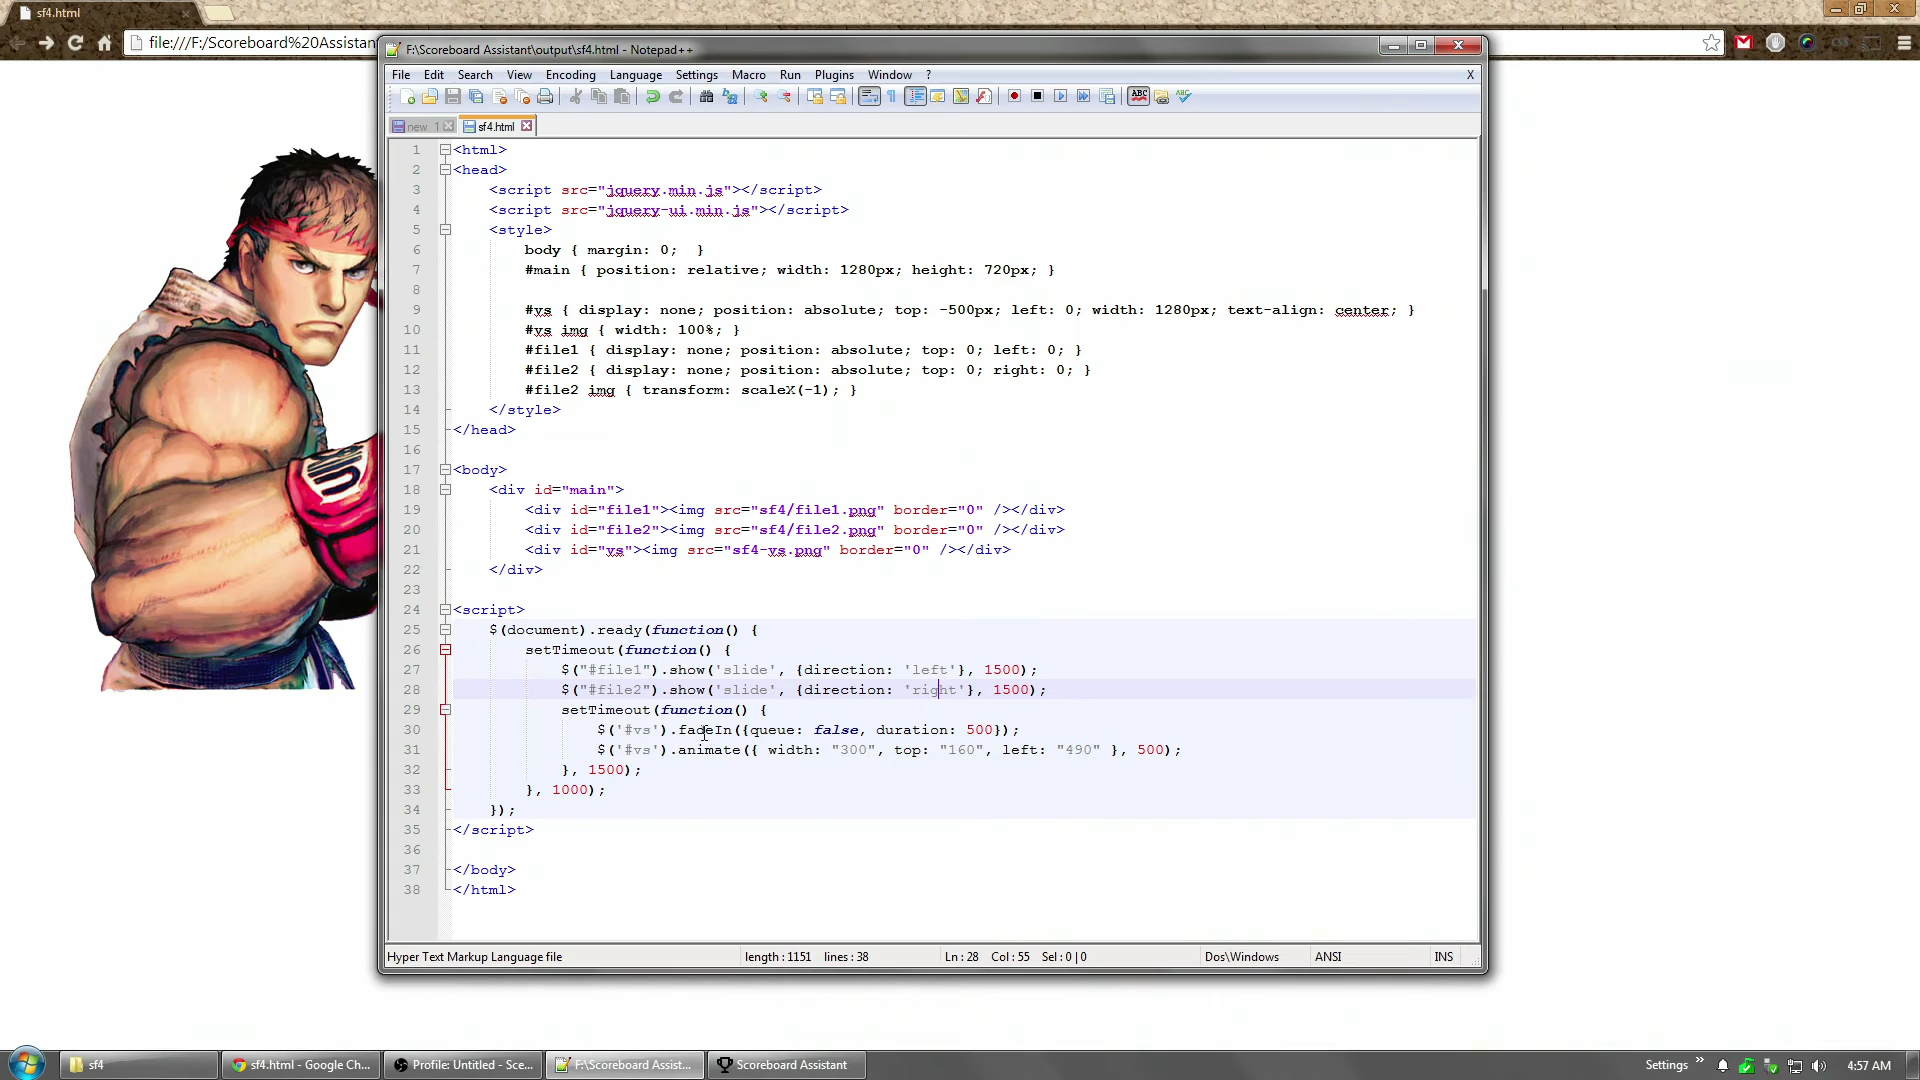 sf4.html
file:///F:/Scoreboard%20Assistan
F:\Scoreboard Assistant\output\sf4.html - Notepad++
File Edit Search View Encoding Language Settings Macro Run Plugins Window ? X
new 1 sf4.html
1 <html>
2 <head>
3 <script src="jquery.min.js"></script>
4 <script src="jquery-ui.min.js"></script>
5 <style>
6 body { margin: 0;  }
7 #main { position: relative; width: 1280px; height: 720px; }
8
9 #vs { display: none; position: absolute; top: -500px; left: 0; width: 1280px; text-align: center; }
10 #vs img { width: 100%; }
11 #file1 { display: none; position: absolute; top: 0; left: 0; }
12 #file2 { display: none; position: absolute; top: 0; right: 0; }
13 #file2 img { transform: scaleX(-1); }
14 </style>
15 </head>
16
17 <body>
18 <div id="main">
19 <div id="file1"><img src="sf4/file1.png" border="0" /></div>
20 <div id="file2"><img src="sf4/file2.png" border="0" /></div>
21 <div id="vs"><img src="sf4-vs.png" border="0" /></div>
22 </div>
23
24 <script>
25 $(document).ready(function() {
26 setTimeout(function() {
27 $("#file1").show('slide', {direction: 'left'}, 1500);
28 $("#file2").show('slide', {direction: 'right'}, 1500);
29 setTimeout(function() {
30 $('#vs').fadeIn({queue: false, duration: 500});
31 $('#vs').animate({ width: "300", top: "160", left: "490" }, 500);
32 }, 1500);
33 }, 1000);
34 });
35 </script>
36
37 </body>
38 </html>
Hyper Text Markup Language file length : 1151 lines : 38 Ln : 28 Col : 55 Sel : 0 | 0 Dos\Windows ANSI INS
sf4 sf4.html - Google Ch... Profile: Untitled - Sce... F:\Scoreboard Assist... Scoreboard Assistant Settings 4:57 AM